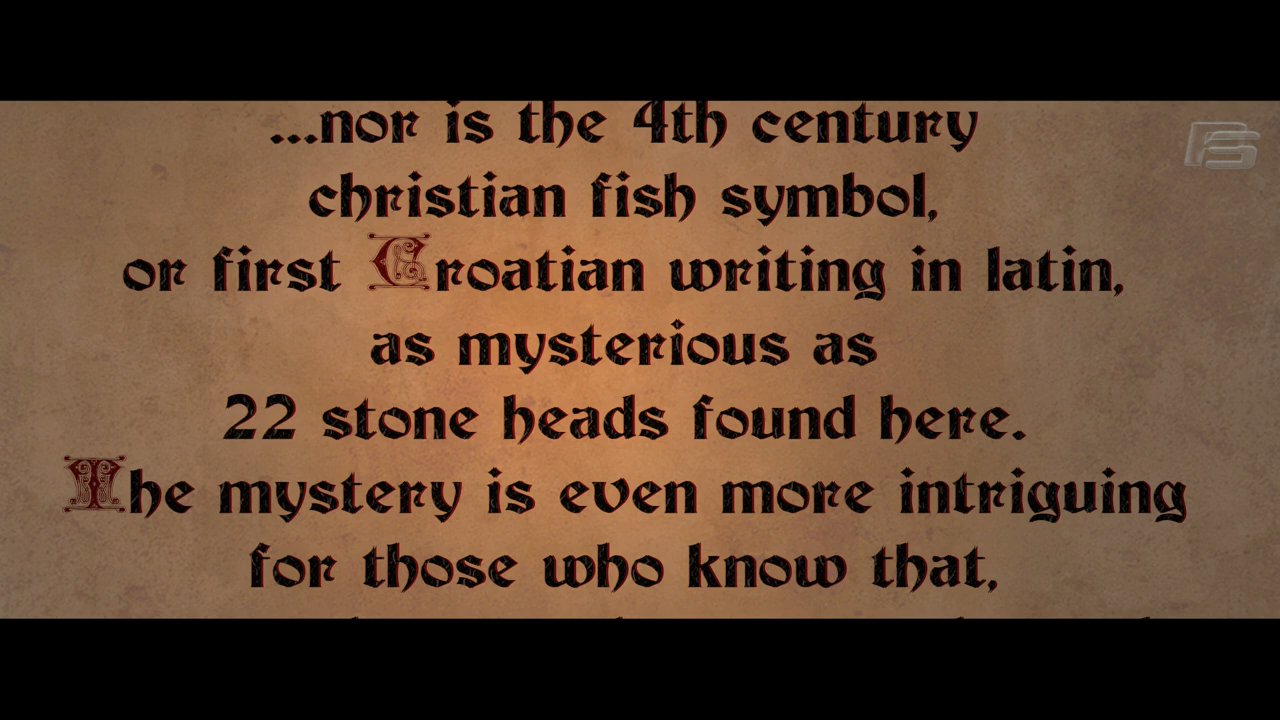 ...nor is the 4th century
christian fish symbol,
or first Croatian writing in latin,
as mysterious as
22 stone heads found here.
The mystery is even more intriguing
for those who know that,
PS